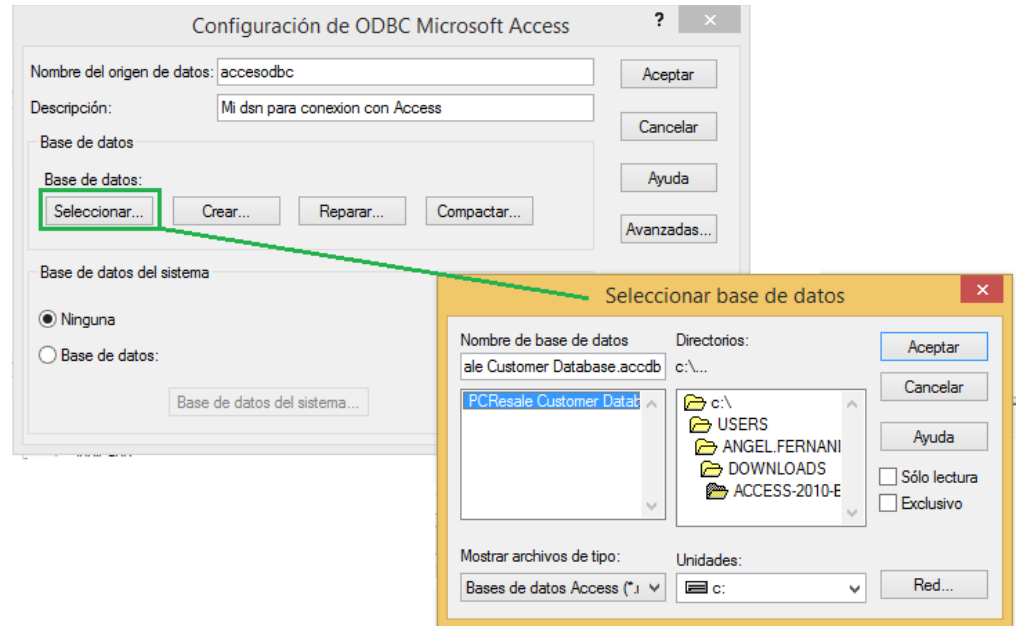 Configuración de ODBC Microsoft Access
?
Nombre del origen de datos: accesodbc
Aceptar
Descripción: Mi dsn para conexion con Access
Cancelar
Base de datos
Base de datos:
Ayuda
Seleccionar... Crear... Reparar... Compactar...
Avanzadas...
Base de datos del sistema
Ninguna
Base de datos:
Base de datos del sistema...
Seleccionar base de datos
Nombre de base de datos
ale Customer Database.accdb
PCResale Customer Datab
Directorios:
c:\...
c:\
USERS
ANGEL.FERNANI
DOWNLOADS
ACCESS-2010-E
Aceptar
Cancelar
Ayuda
Sólo lectura
Exclusivo
Mostrar archivos de tipo:
Bases de datos Access (*.
Unidades:
c:
Red...